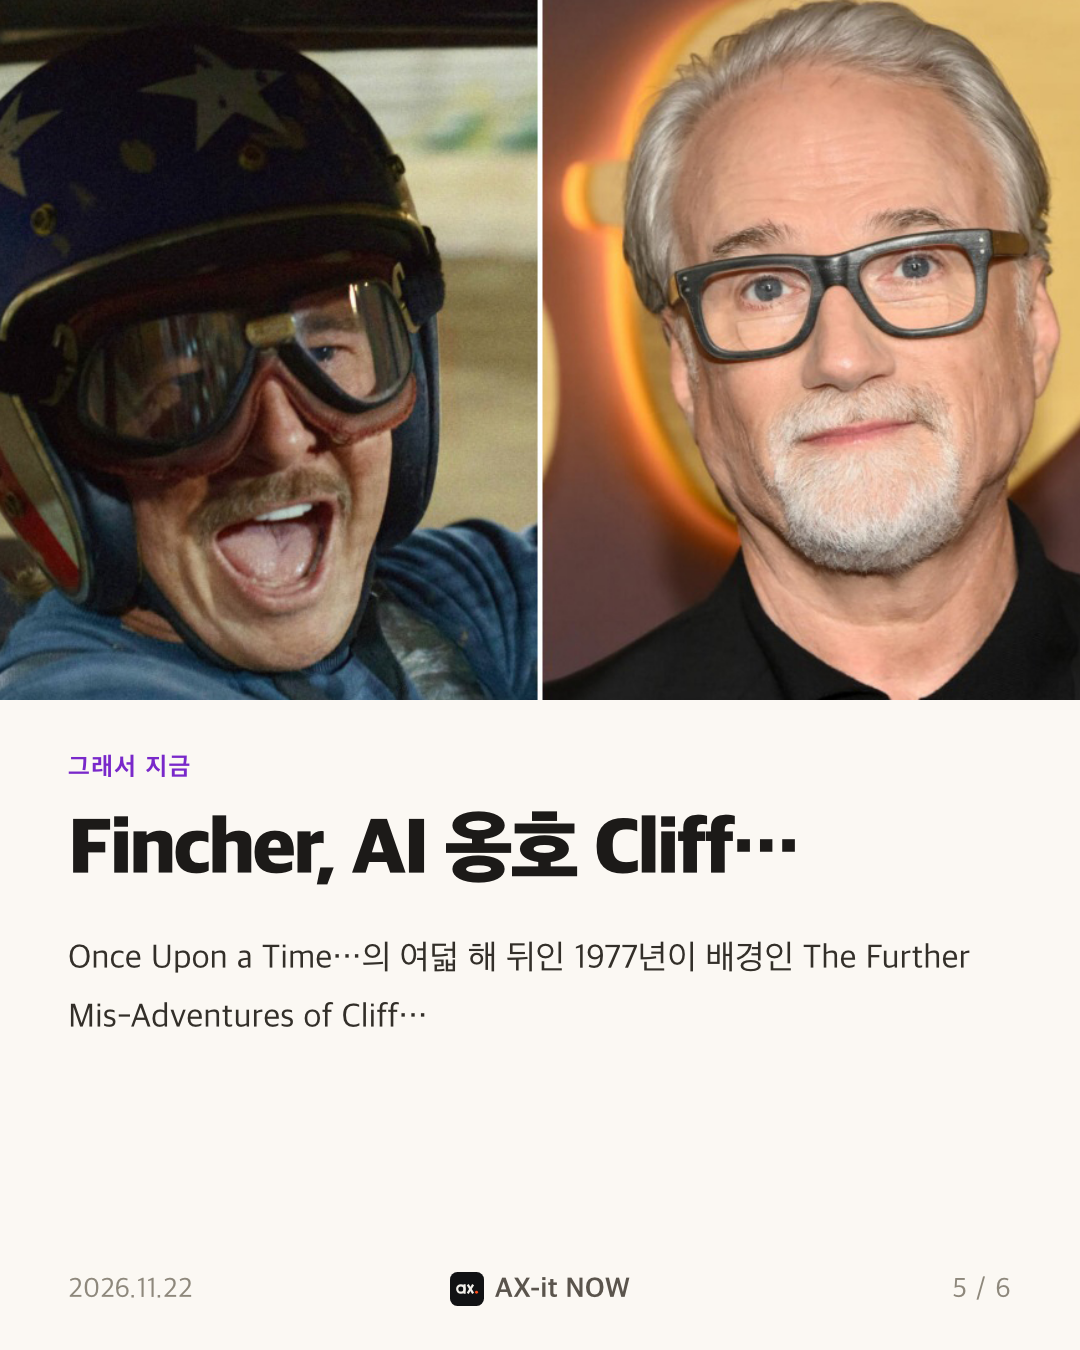 그래서 지금
Fincher, AI 옹호 Cliff⋯
Once Upon a Time⋯의 여덟 해 뒤인 1977년이 배경인 The Further
Mis-Adventures of Cliff⋯
2026.11.22
ax. AX-it NOW
5 / 6